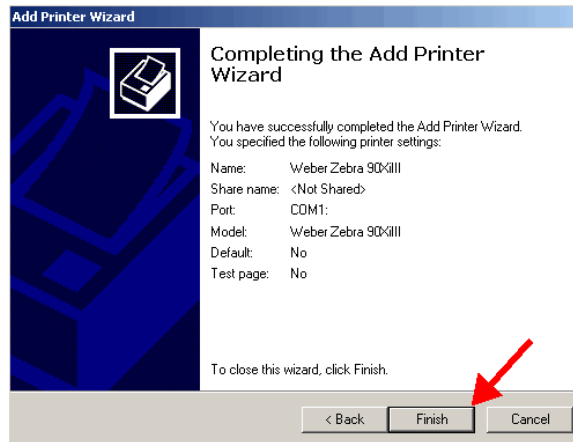 Add Printer Wizard
Completing the Add Printer
Wizard
You have successfully completed the Add Printer Wizard.
You specified the following printer settings:
Name: Weber Zebra 90XiIII
Share name: <Not Shared>
Port: COM1:
Model: Weber Zebra 90XiIII
Default: No
Test page: No
To close this wizard, click Finish.
< Back Finish Cancel